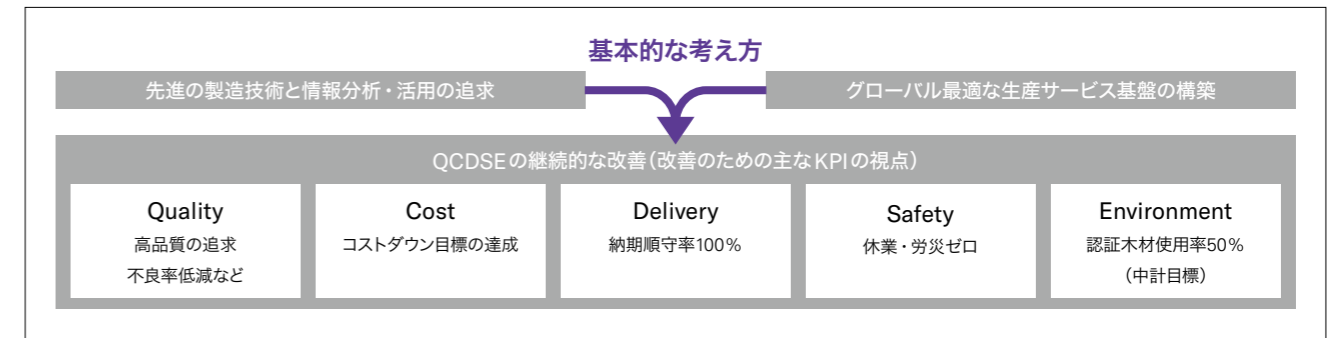 基本的な考え方
先進の製造技術と情報分析・活用の追求
グローバル最適な生産サービス基盤の構築
QCDSEの継続的な改善(改善のための主なKPIの視点)
Quality
高品質の追求
不良率低減など
Cost
コストダウン目標の達成
Delivery
納期順守率100%
Safety
休業・労災ゼロ
Environment
認証木材使用率50%
(中計目標)